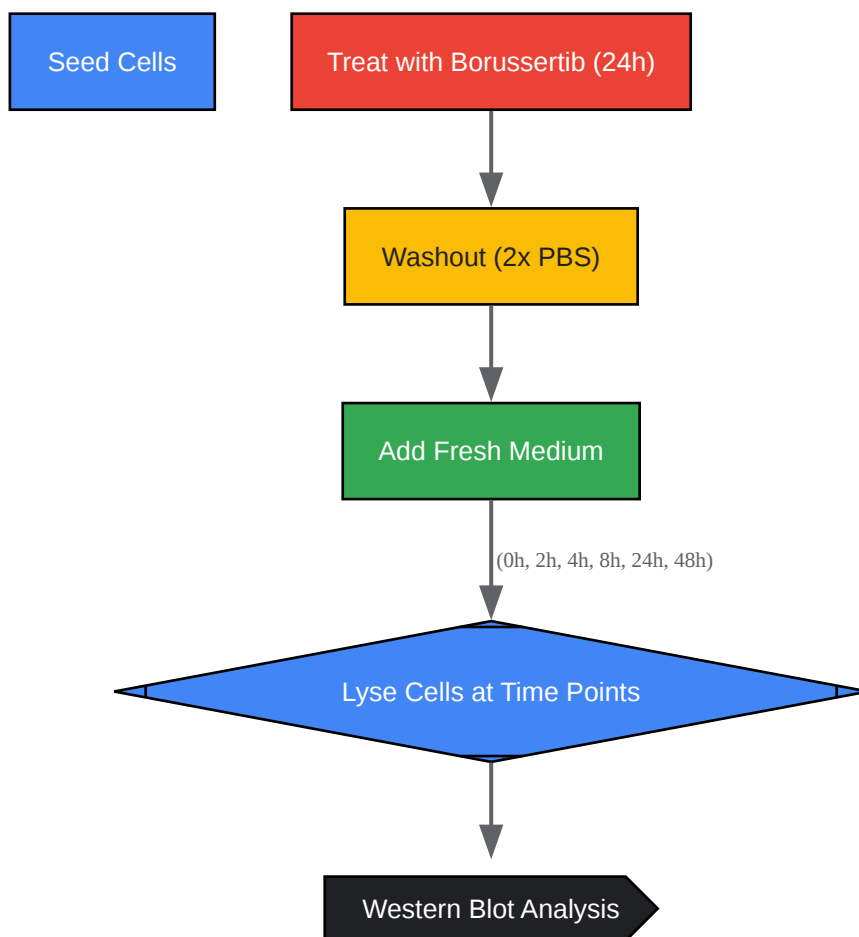 Seed Cells
Treat with Borussertib (24h)
Washout (2x PBS)
Add Fresh Medium
(0h, 2h, 4h, 8h, 24h, 48h)
Lyse Cells at Time Points
Western Blot Analysis